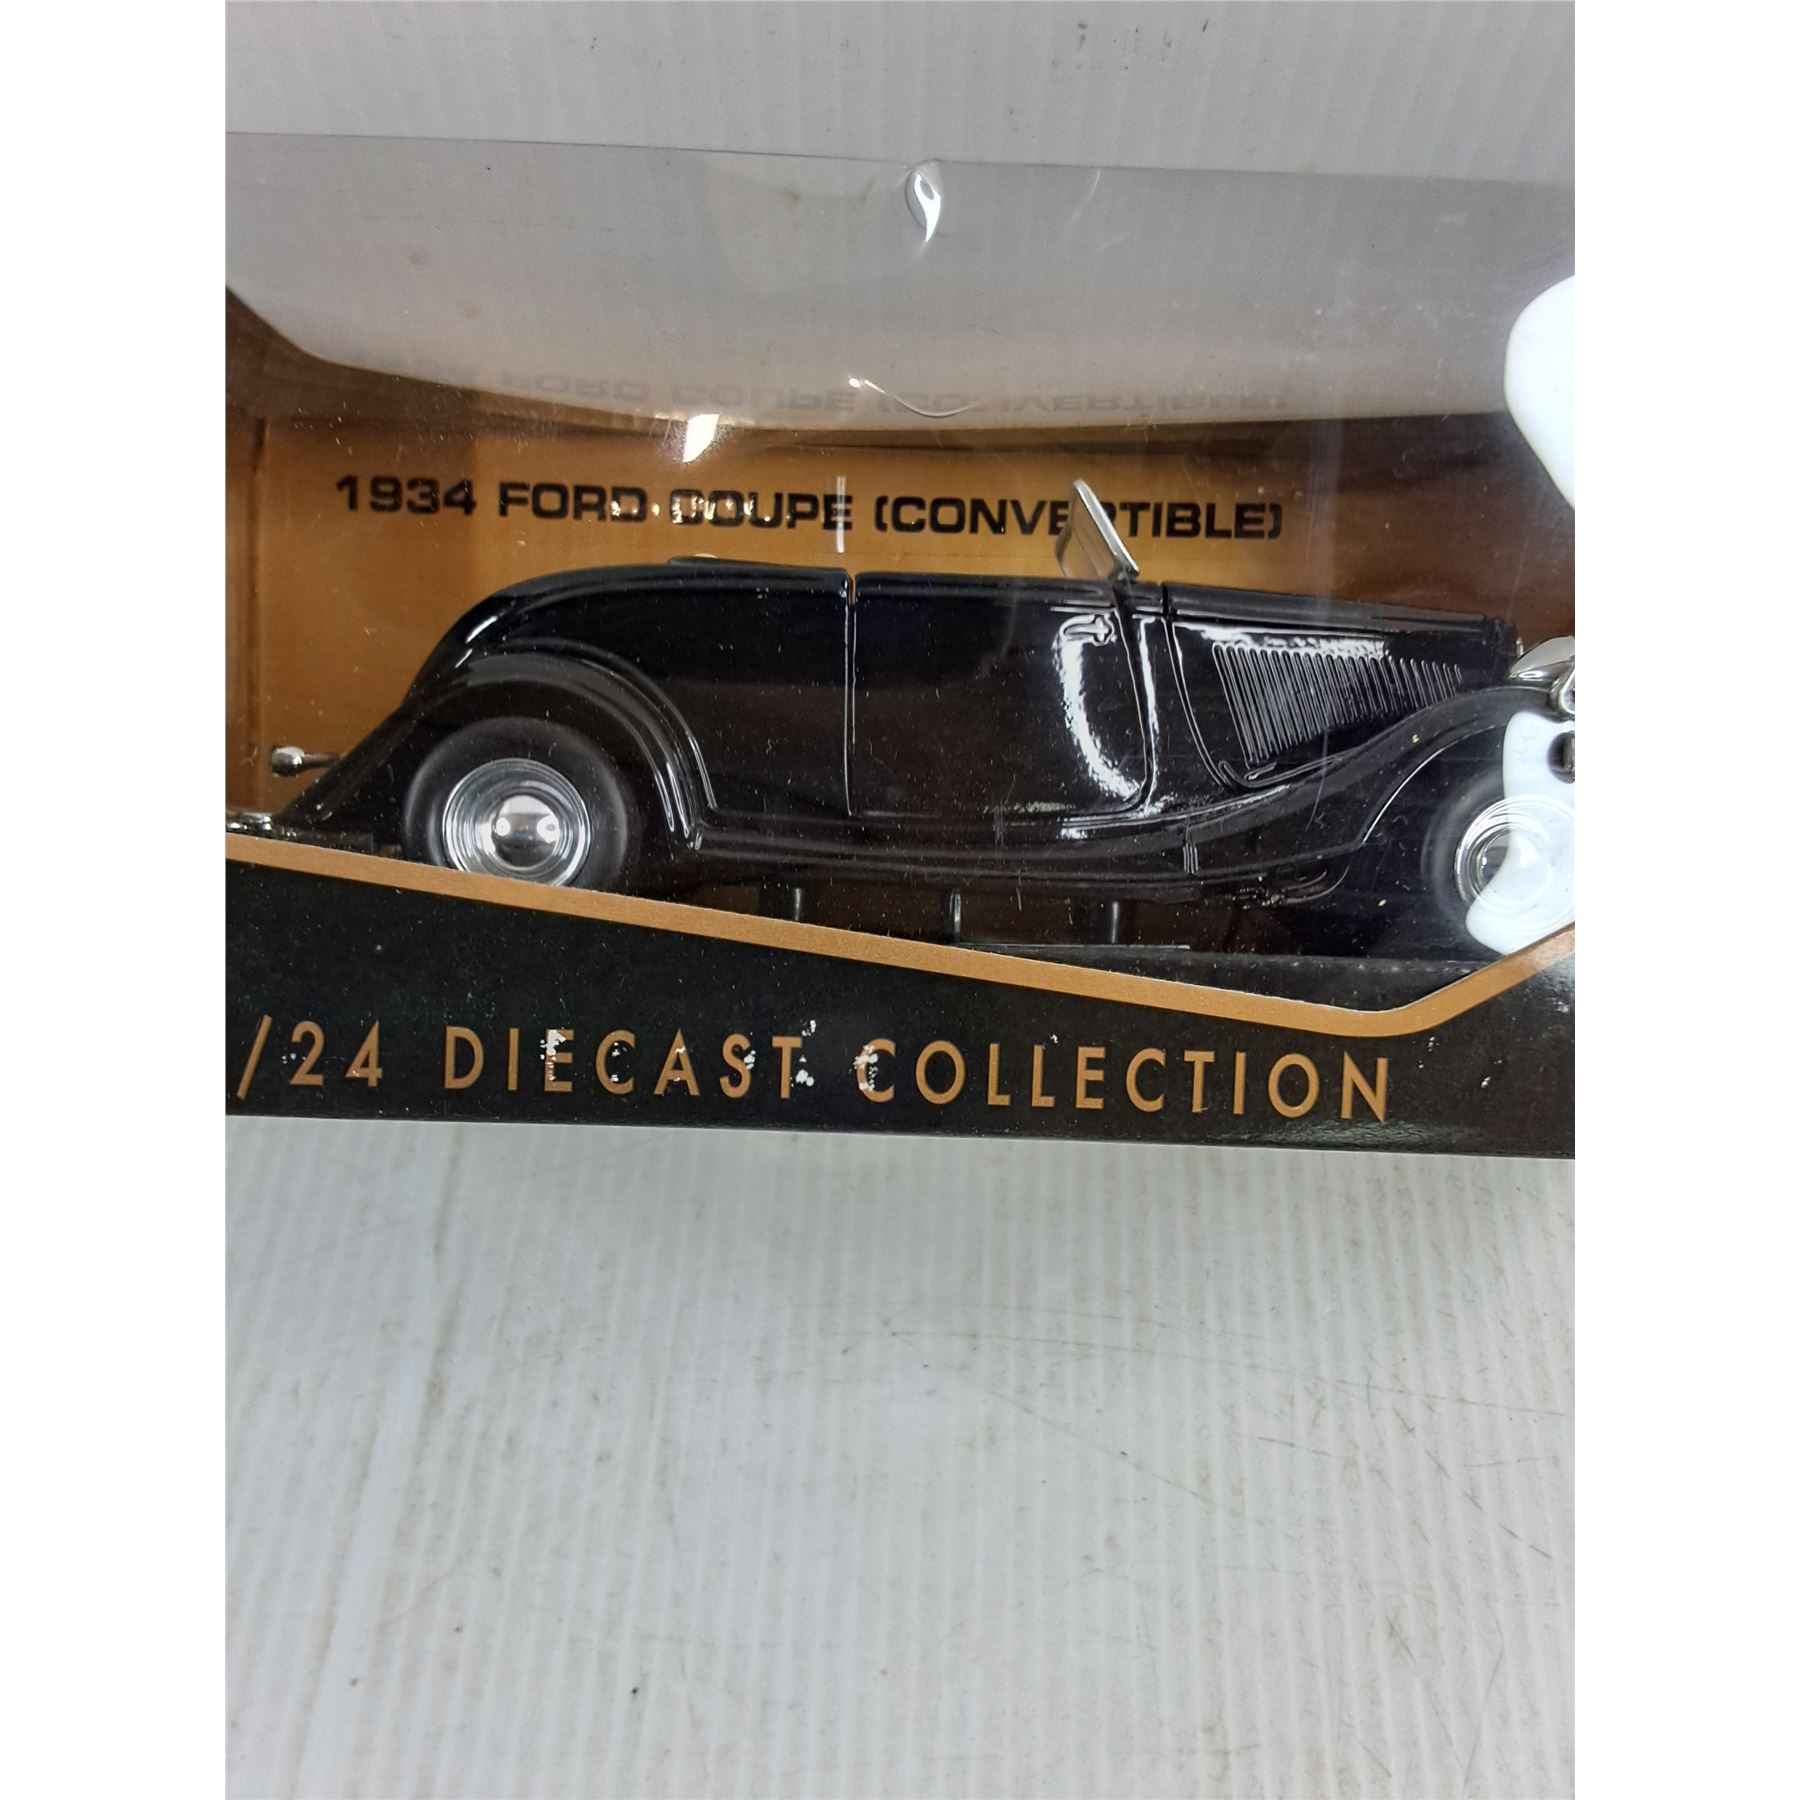 1934 FORD COUPE (CONVERTIBLE)
/24 DIECAST COLLECTION